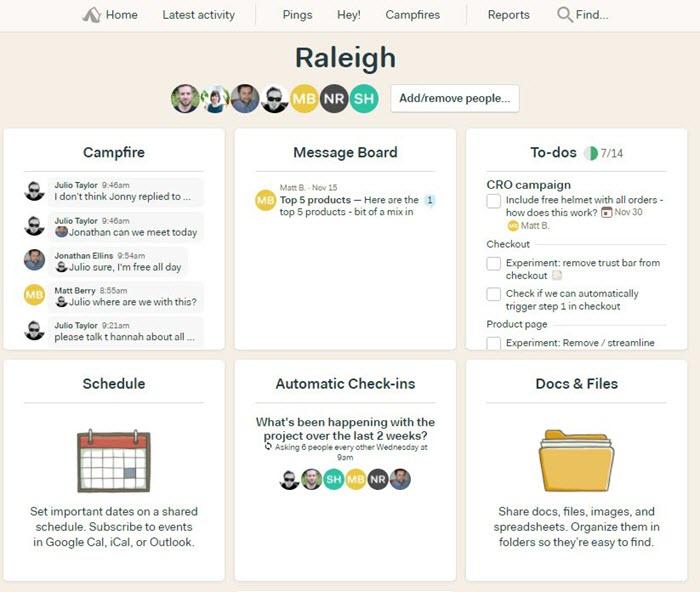 Home Latest activity Pings Hey! Campfires Reports Find...
Raleigh
MB NR SH Add/remove people...
Campfire
Julio Taylor 9:46am
I don't think Jonny replied to ...
Julio Taylor 9:46am
Jonathan can we meet today
Jonathan Ellins 9:54am
Julio sure, I'm free all day
MB
Matt Berry 8:55am
Julio where are we with this?
Julio Taylor 9:21am
please talk t hannah about all ...
Message Board
MB
Matt B. · Nov 15
Top 5 products — Here are the 1
top 5 products - bit of a mix in
To-dos 7/14
CRO campaign
Include free helmet with all orders -
how does this work? Nov 30
MB Matt B.
Checkout
Experiment: remove trust bar from
checkout
Check if we can automatically
trigger step 1 in checkout
Product page
Experiment: Remove / streamline
Schedule
Set important dates on a shared
schedule. Subscribe to events
in Google Cal, iCal, or Outlook.
Automatic Check-ins
What's been happening with the
project over the last 2 weeks?
Asking 6 people every other Wednesday at
9am
SH MB NR
Docs & Files
Share docs, files, images, and
spreadsheets. Organize them in
folders so they're easy to find.